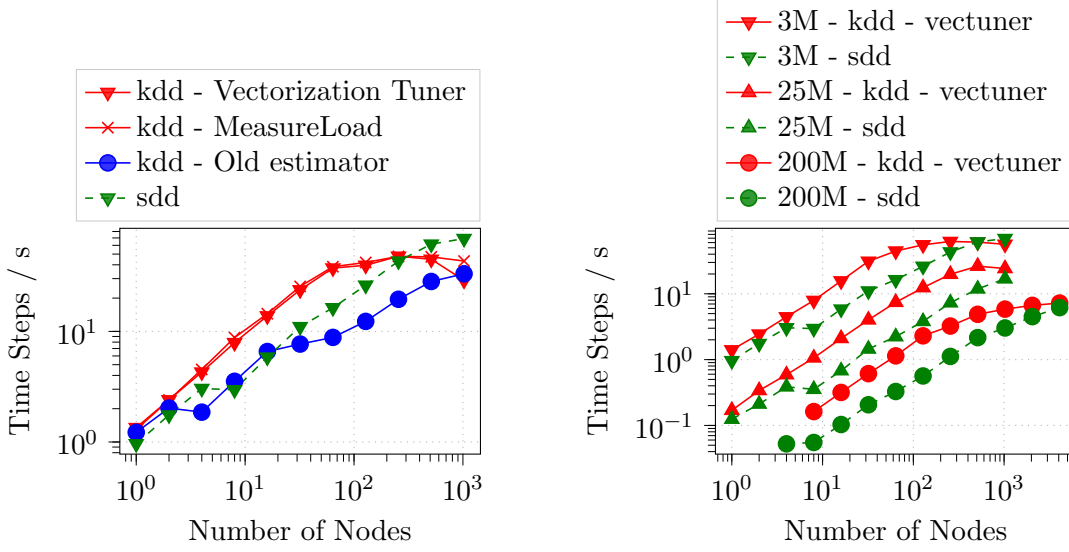 kdd - Vectorization Tuner
kdd - MeasureLoad
kdd - Old estimator
sdd
Time Steps / s
10^1
10^0
10^0 10^1 10^2 10^3
Number of Nodes
3M - kdd - vectuner
3M - sdd
25M - kdd - vectuner
25M - sdd
200M - kdd - vectuner
200M - sdd
Time Steps / s
10^1
10^0
10^−1
10^0 10^1 10^2 10^3
Number of Nodes